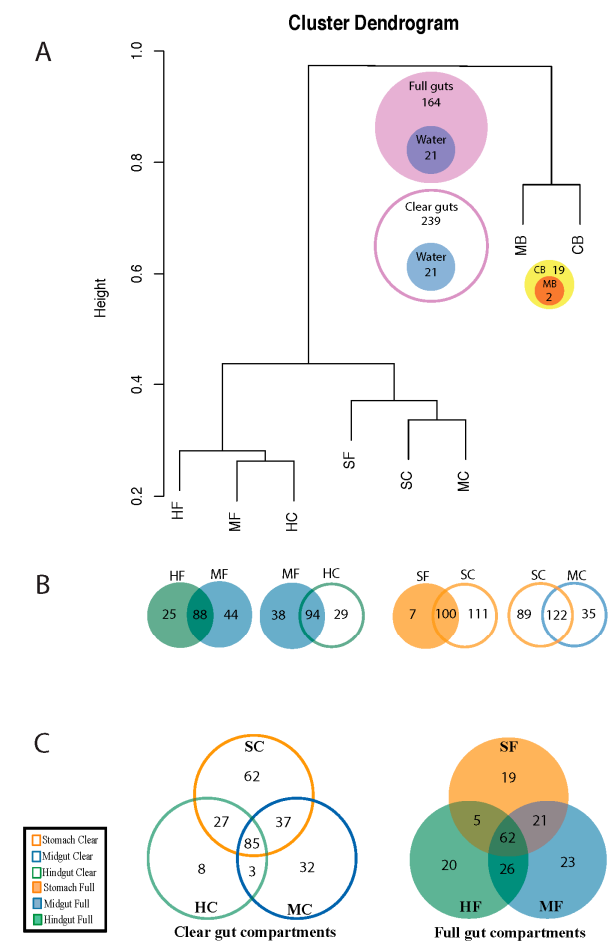 Cluster Dendrogram
A
1.0
0.8
0.6
0.4
0.2
Height
Full guts
164
Water
21
Clear guts
239
Water
21
MB
CB
CB 19
MB
2
HF
MF
HC
SF
SC
MC
B
HF MF
25 88 44
MF HC
38 94 29
SF SC
7 100 111
SC MC
89 122 35
C
SC
62
27 37
85
8 3 32
HC MC
Clear gut compartments
SF
19
5 21
62
20 26 23
HF MF
Full gut compartments
Stomach Clear
Midgut Clear
Hindgut Clear
Stomach Full
Midgut Full
Hindgut Full